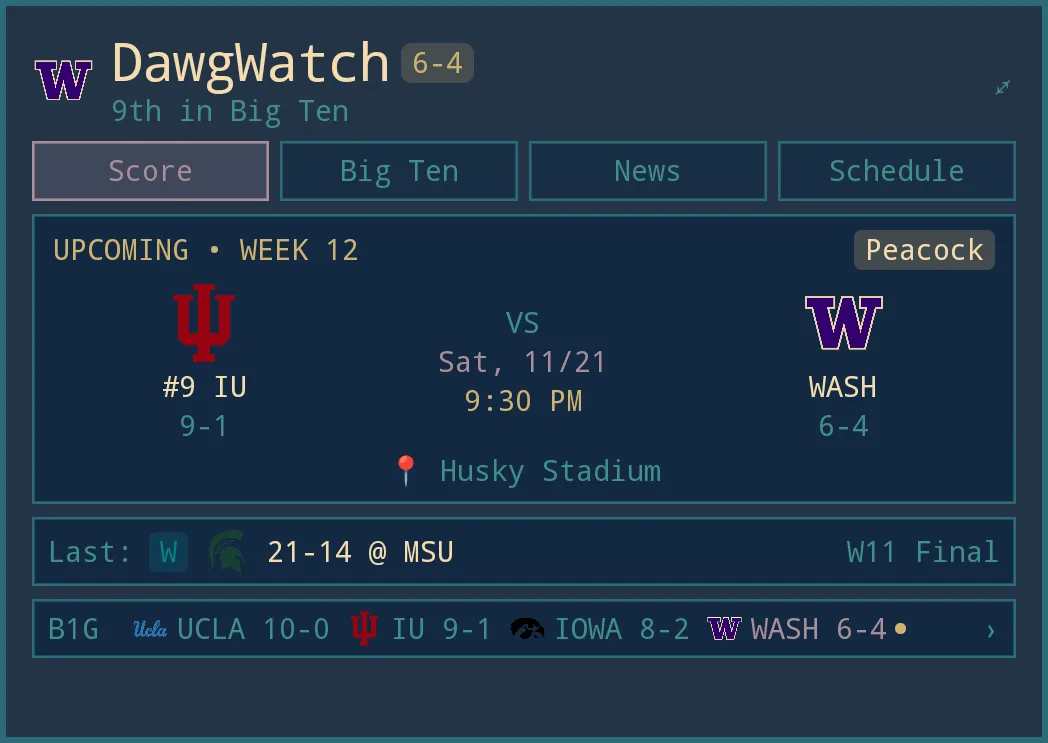 W DawgWatch 6-4
9th in Big Ten
Score Big Ten News Schedule
UPCOMING • WEEK 12 Peacock
VS
Sat, 11/21
9:30 PM
#9 IU
9-1
W
WASH
6-4
📍 Husky Stadium
Last: W 21-14 @ MSU W11 Final
B1G Ucla UCLA 10-0 IU 9-1 IOWA 8-2 W WASH 6-4 ● ›